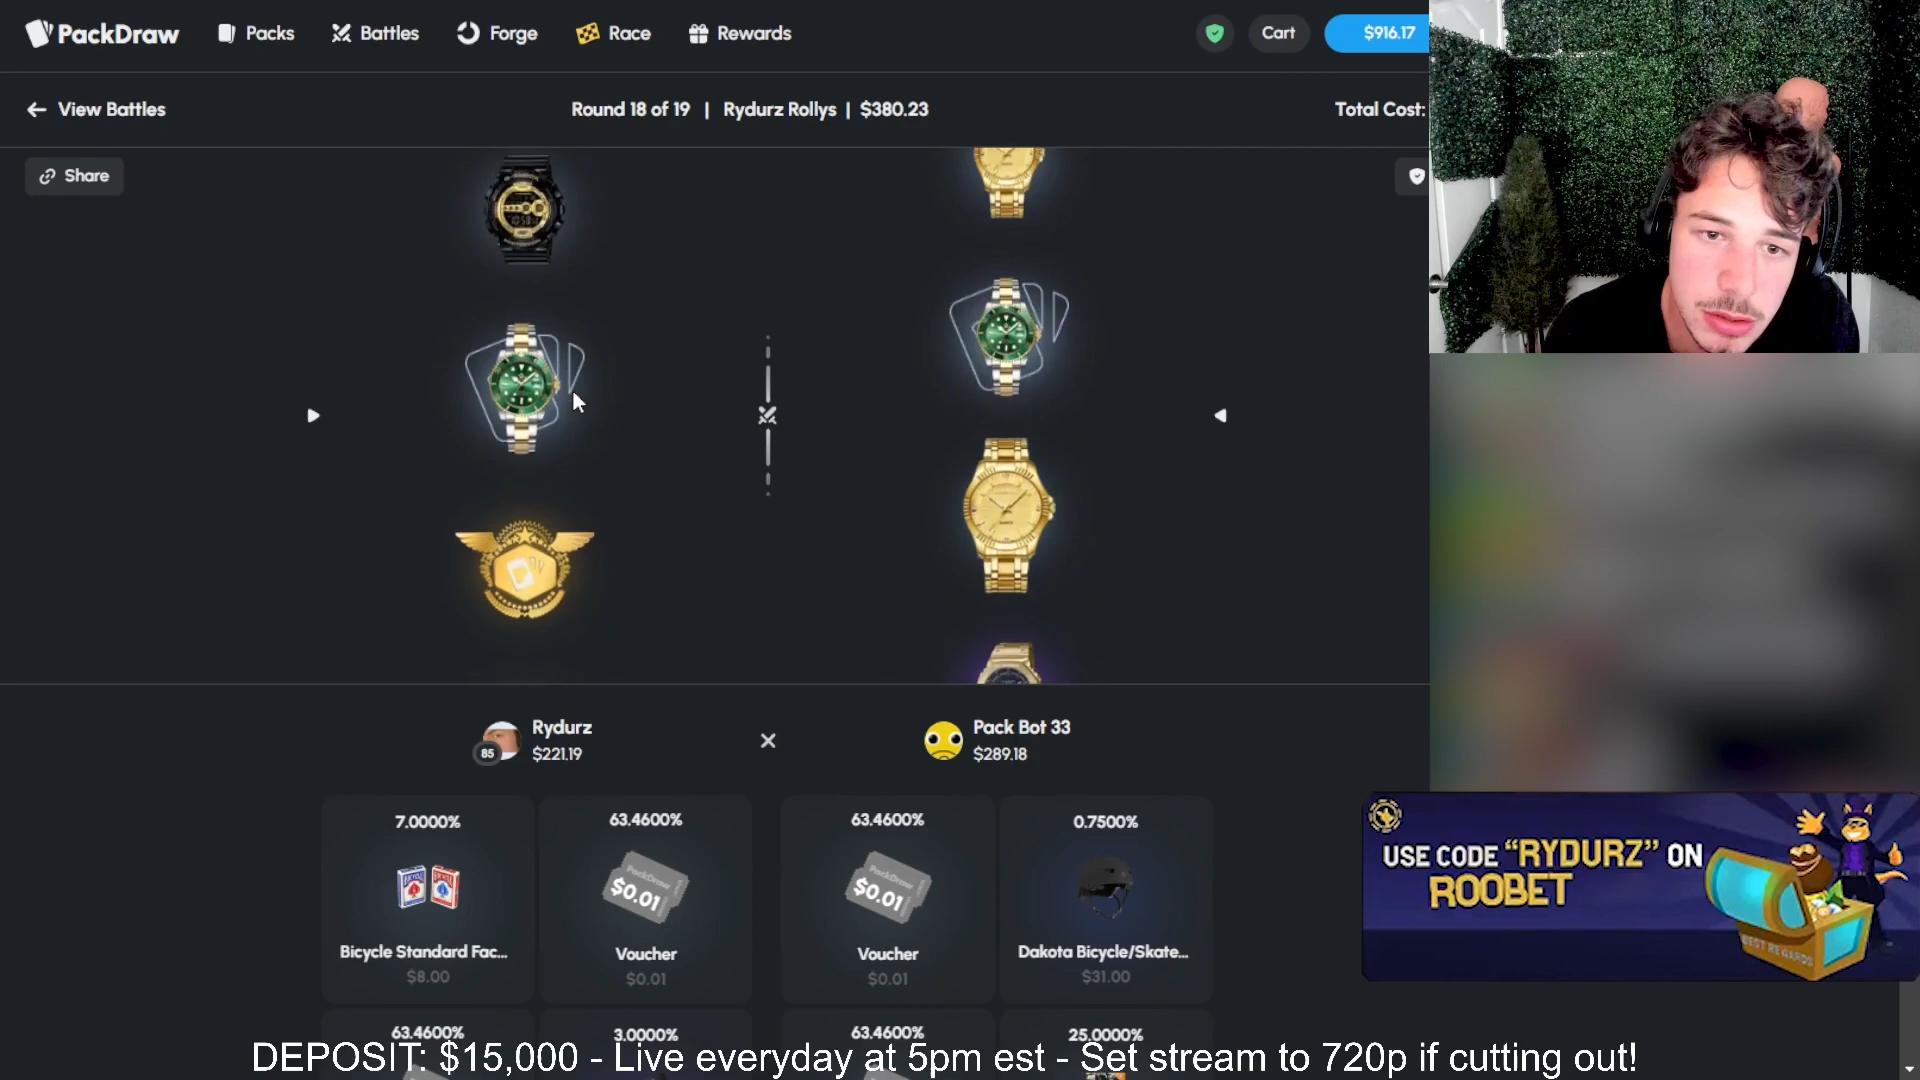 PackDraw
Packs
Battles
Forge
Race
Rewards
Cart
$916.17
View Battles
Round 18 of 19 | Rydurz Rollys | $380.23
Total Cost:
Share
85
Rydurz
$221.19
Pack Bot 33
$289.18
7.0000%
Bicycle Standard Fac...
$8.00
63.4600%
PackDraw
$0.01
Voucher
$0.01
63.4600%
PackDraw
$0.01
Voucher
$0.01
0.7500%
Dakota Bicycle/Skate...
$31.00
63.4600%
3.0000%
63.4600%
25.0000%
USE CODE "RYDURZ" ON
ROOBET
DEPOSIT: $15,000 - Live everyday at 5pm est - Set stream to 720p if cutting out!